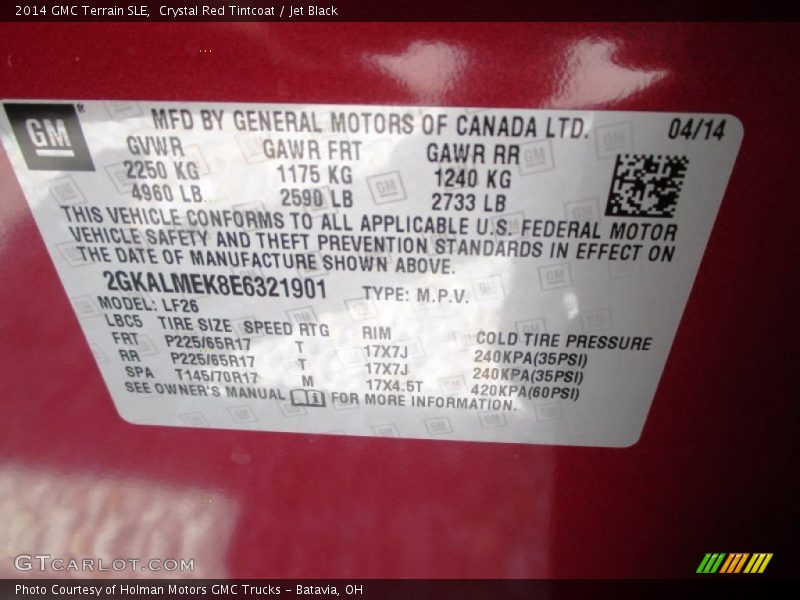 2014 GMC Terrain SLE,  Crystal Red Tintcoat / Jet Black
GM®
MFD BY GENERAL MOTORS OF CANADA LTD. 04/14
GVWR GAWR FRT GAWR RR
2250 KG 1175 KG 1240 KG
4960 LB 2590 LB 2733 LB
THIS VEHICLE CONFORMS TO ALL APPLICABLE U.S. FEDERAL MOTOR
VEHICLE SAFETY AND THEFT PREVENTION STANDARDS IN EFFECT ON
THE DATE OF MANUFACTURE SHOWN ABOVE.
2GKALMEK8E6321901 TYPE: M.P.V.
MODEL: LF26
LBC5 TIRE SIZE SPEED RTG RIM COLD TIRE PRESSURE
FRT P225/65R17 T 17X7J 240KPA(35PSI)
RR P225/65R17 T 17X7J 240KPA(35PSI)
SPA T145/70R17 M 17X4.5T 420KPA(60PSI)
SEE OWNER'S MANUAL FOR MORE INFORMATION.
GTCARLOT.COM
Photo Courtesy of Holman Motors GMC Trucks - Batavia, OH